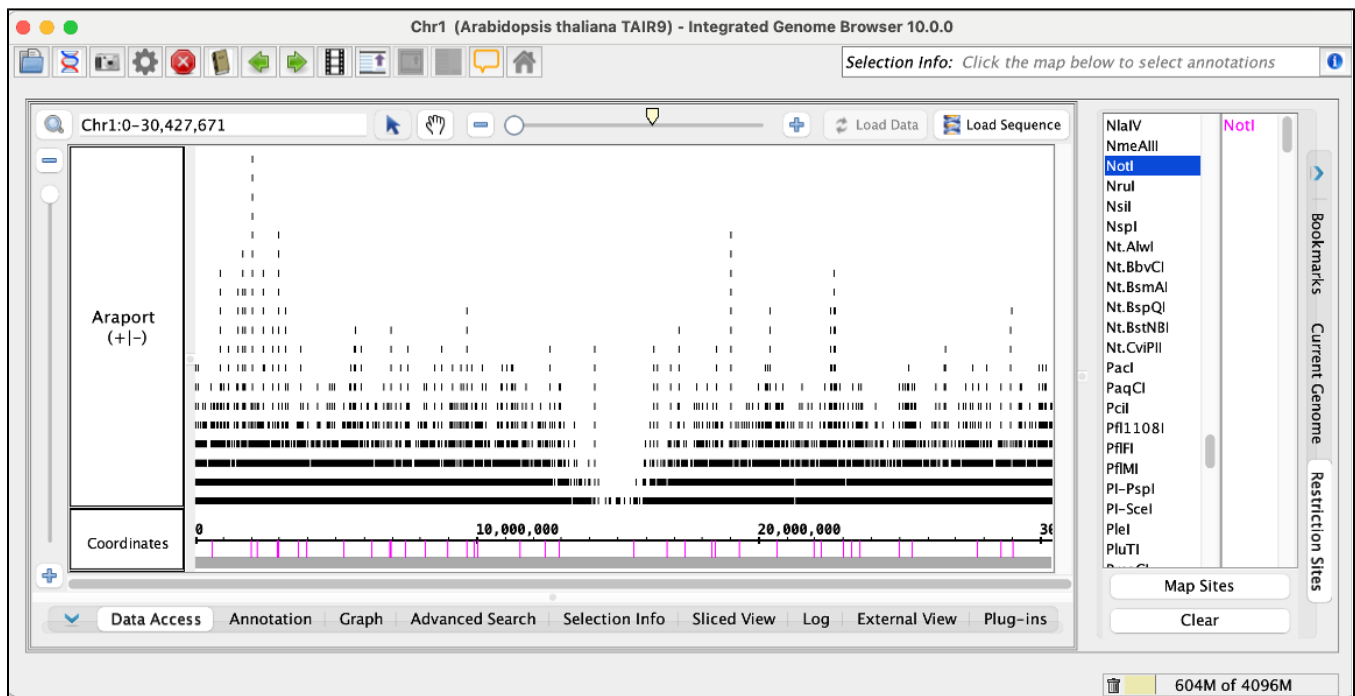 Chr1 (Arabidopsis thaliana TAIR9) - Integrated Genome Browser 10.0.0
Selection Info: Click the map below to select annotations
Chr1:0-30,427,671
Load Data
Load Sequence
Araport
(+|-)
0 10,000,000 20,000,000 30
Coordinates
Data Access Annotation Graph Advanced Search Selection Info Sliced View Log External View Plug-ins
NlaIV
NmeAIII
NotI
NruI
NsiI
NspI
Nt.AlwI
Nt.BbvCI
Nt.BsmAI
Nt.BspQI
Nt.BstNBI
Nt.CviPII
PacI
PaqCI
PciI
Pfl1108I
PflFI
PflMI
PI-PspI
PI-SceI
PleI
PluTI
NotI
Map Sites
Clear
Bookmarks
Current Genome
Restriction Sites
604M of 4096M